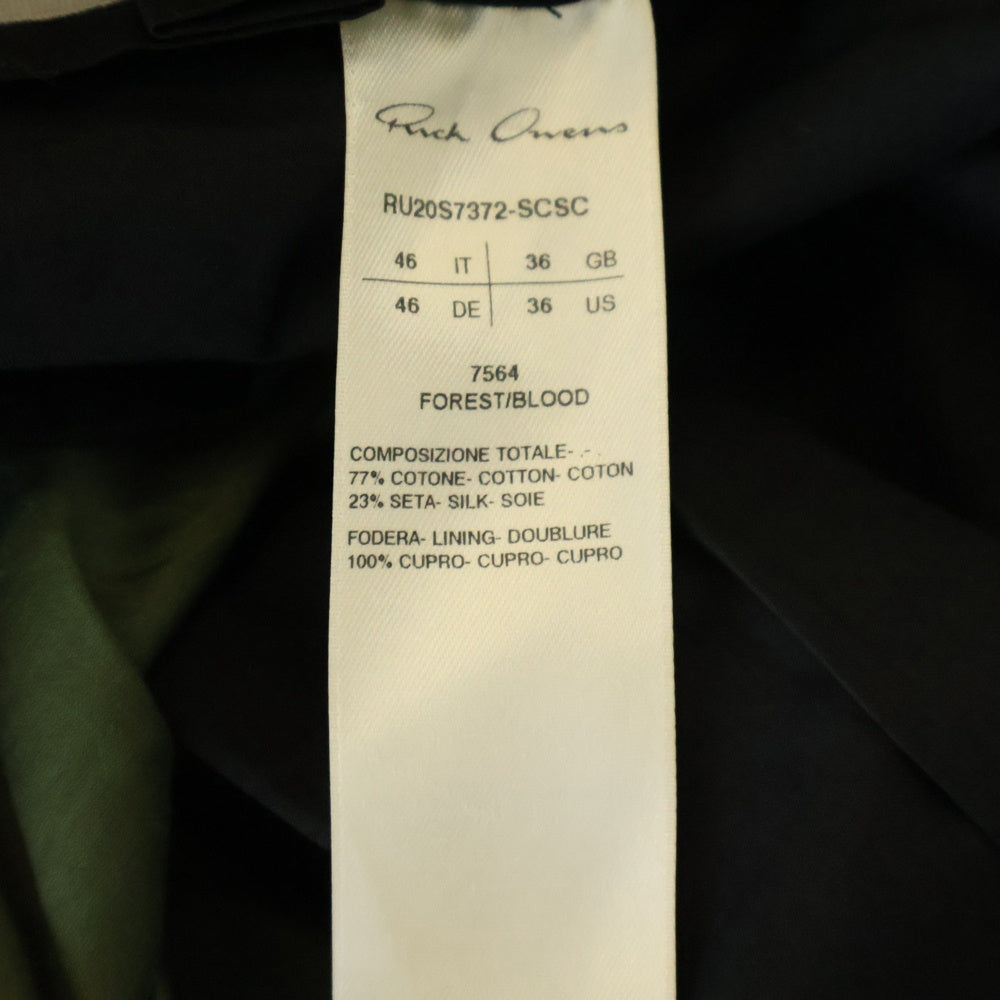 Rick Owens
RU20S7372-SCSC
46 IT 36 GB
46 DE 36 US
7564
FOREST/BLOOD
COMPOSIZIONE TOTALE- .- .
77% COTONE- COTTON- COTON
23% SETA- SILK- SOIE
FODERA- LINING- DOUBLURE
100% CUPRO- CUPRO- CUPRO